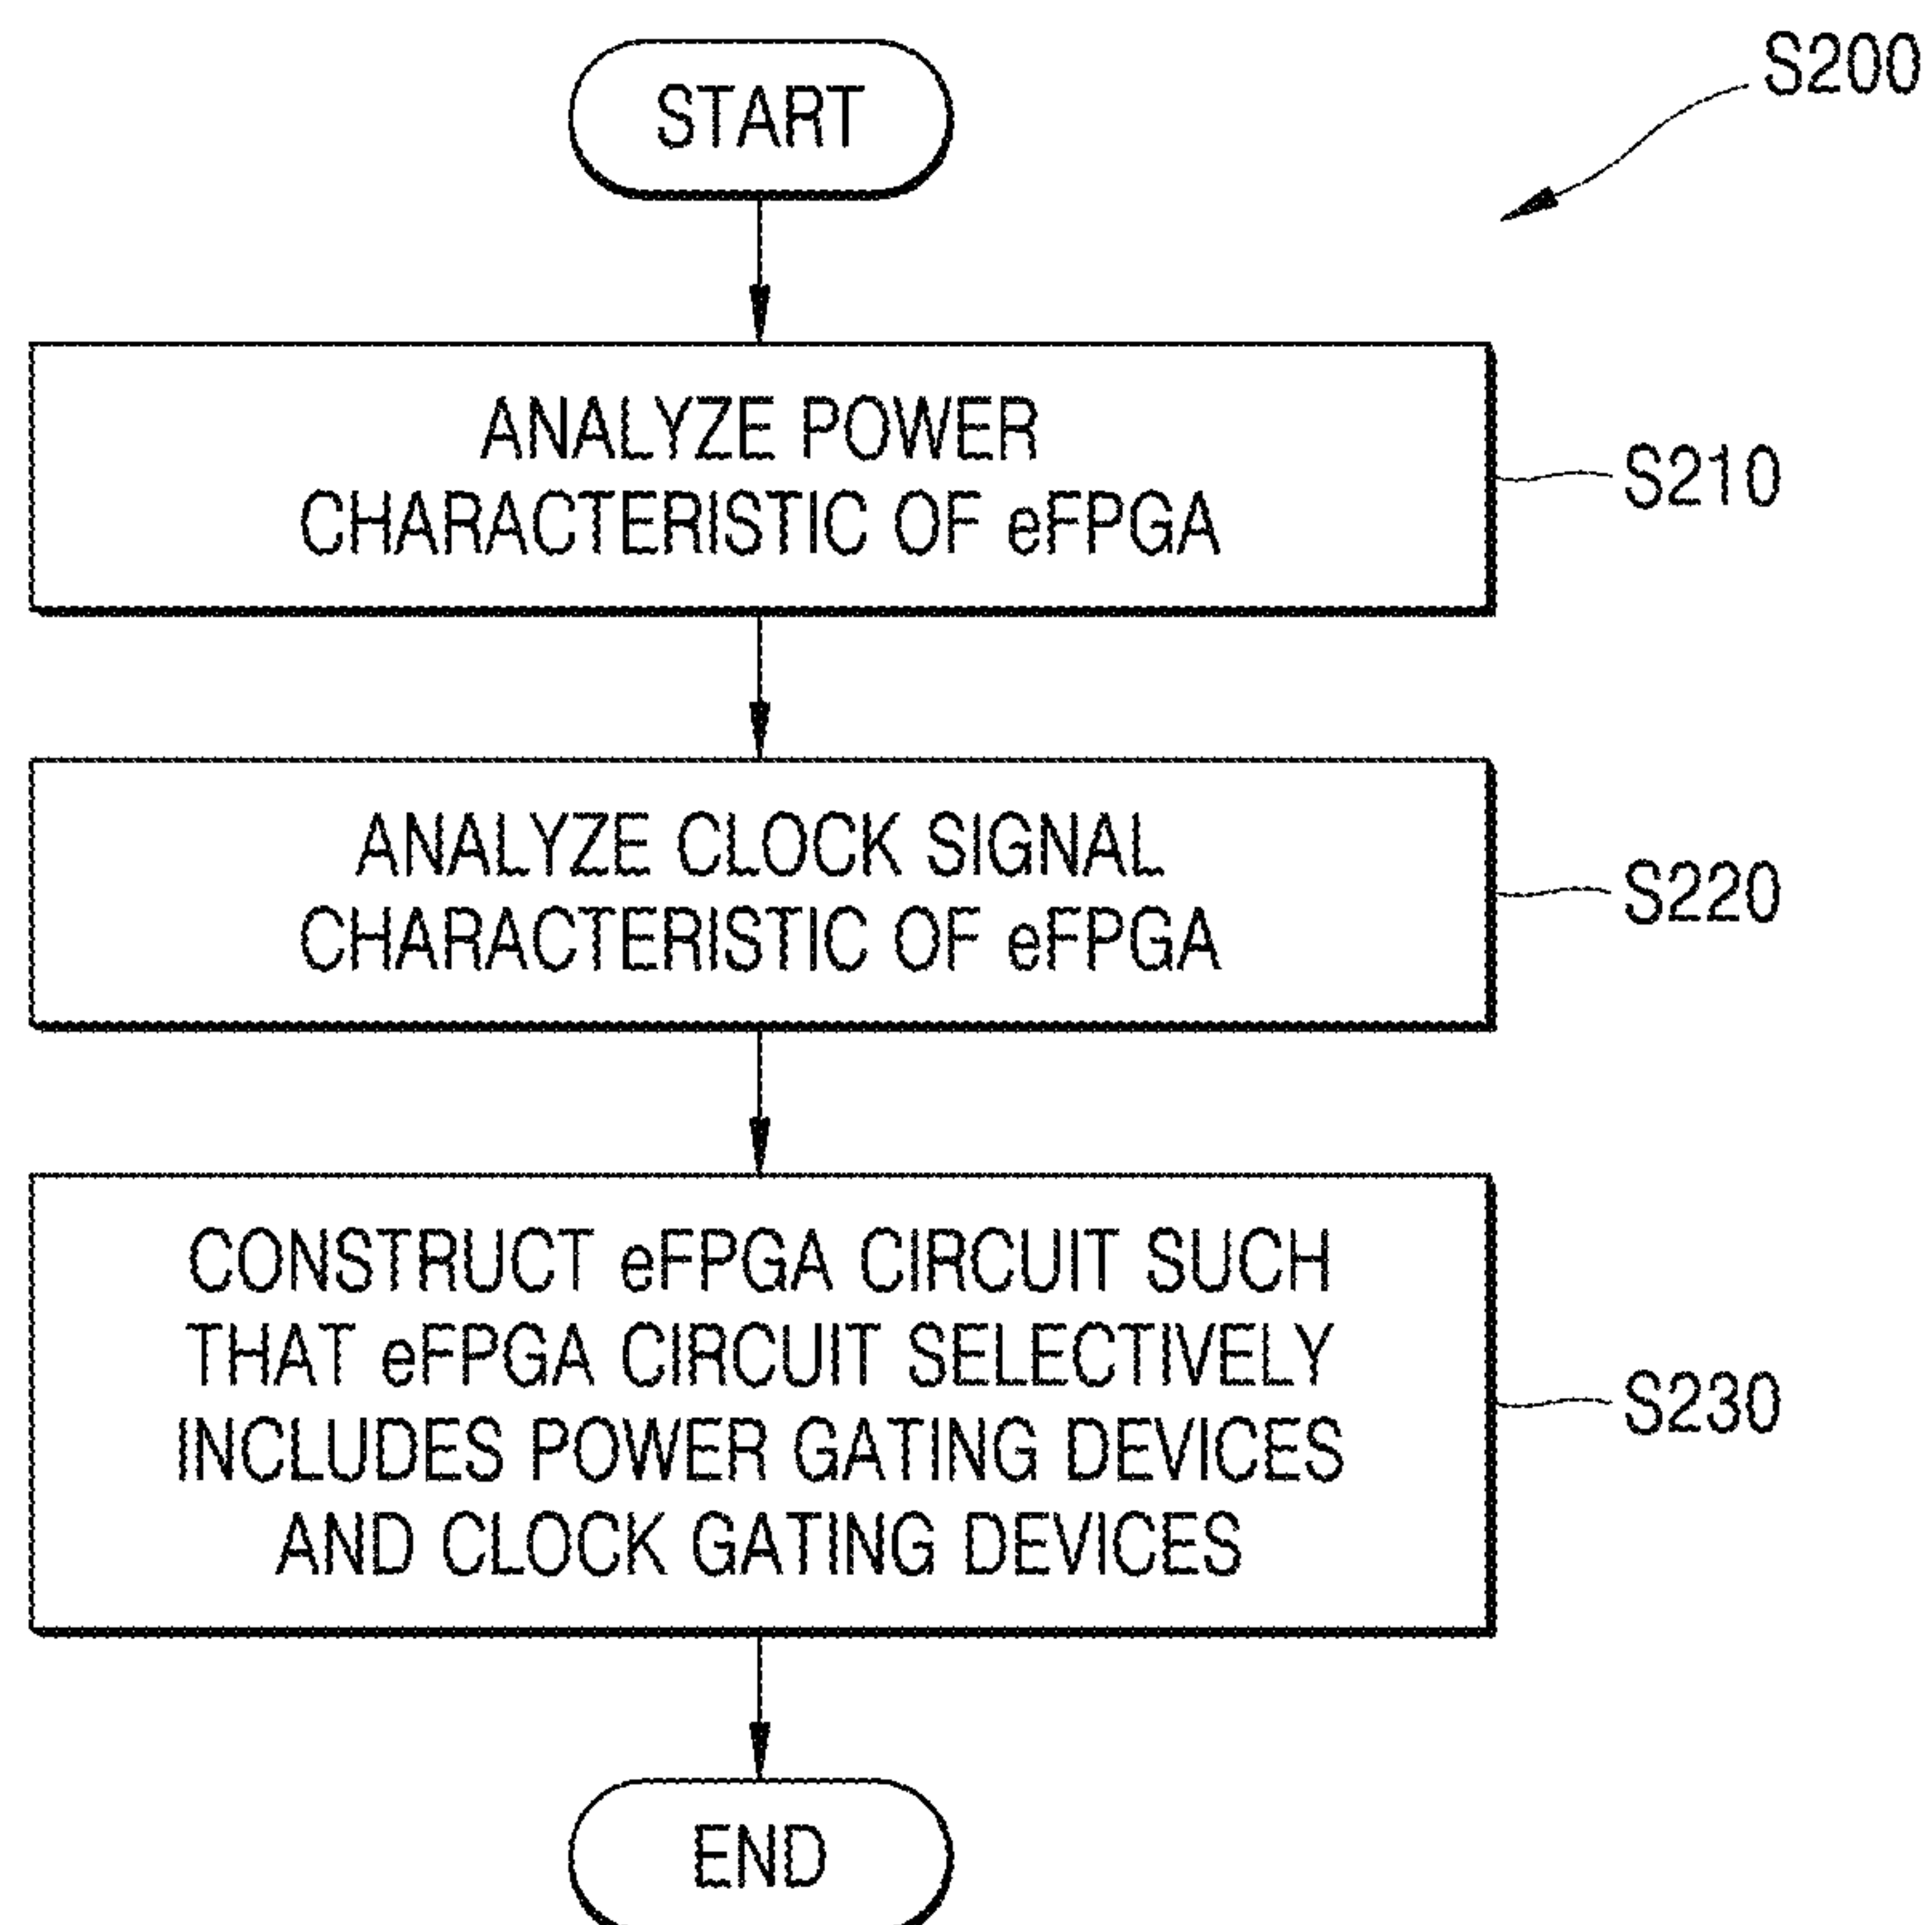 START
S200
ANALYZE POWER
CHARACTERISTIC OF eFPGA
S210
ANALYZE CLOCK SIGNAL
CHARACTERISTIC OF eFPGA
S220
CONSTRUCT eFPGA CIRCUIT SUCH
THAT eFPGA CIRCUIT SELECTIVELY
INCLUDES POWER GATING DEVICES
AND CLOCK GATING DEVICES
S230
END